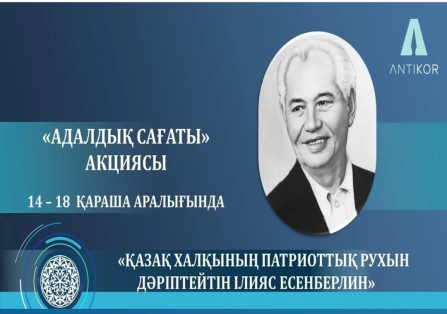 ANTIKOR
«АДАЛДЫҚ САҒАТЫ»
АКЦИЯСЫ
14 – 18 ҚАРАША АРАЛЫҒЫНДА
«ҚАЗАҚ ХАЛҚЫНЫҢ ПАТРИОТТЫҚ РУХЫН
ДӘРІПТЕЙТІН ІЛИЯС ЕСЕНБЕРЛИН»